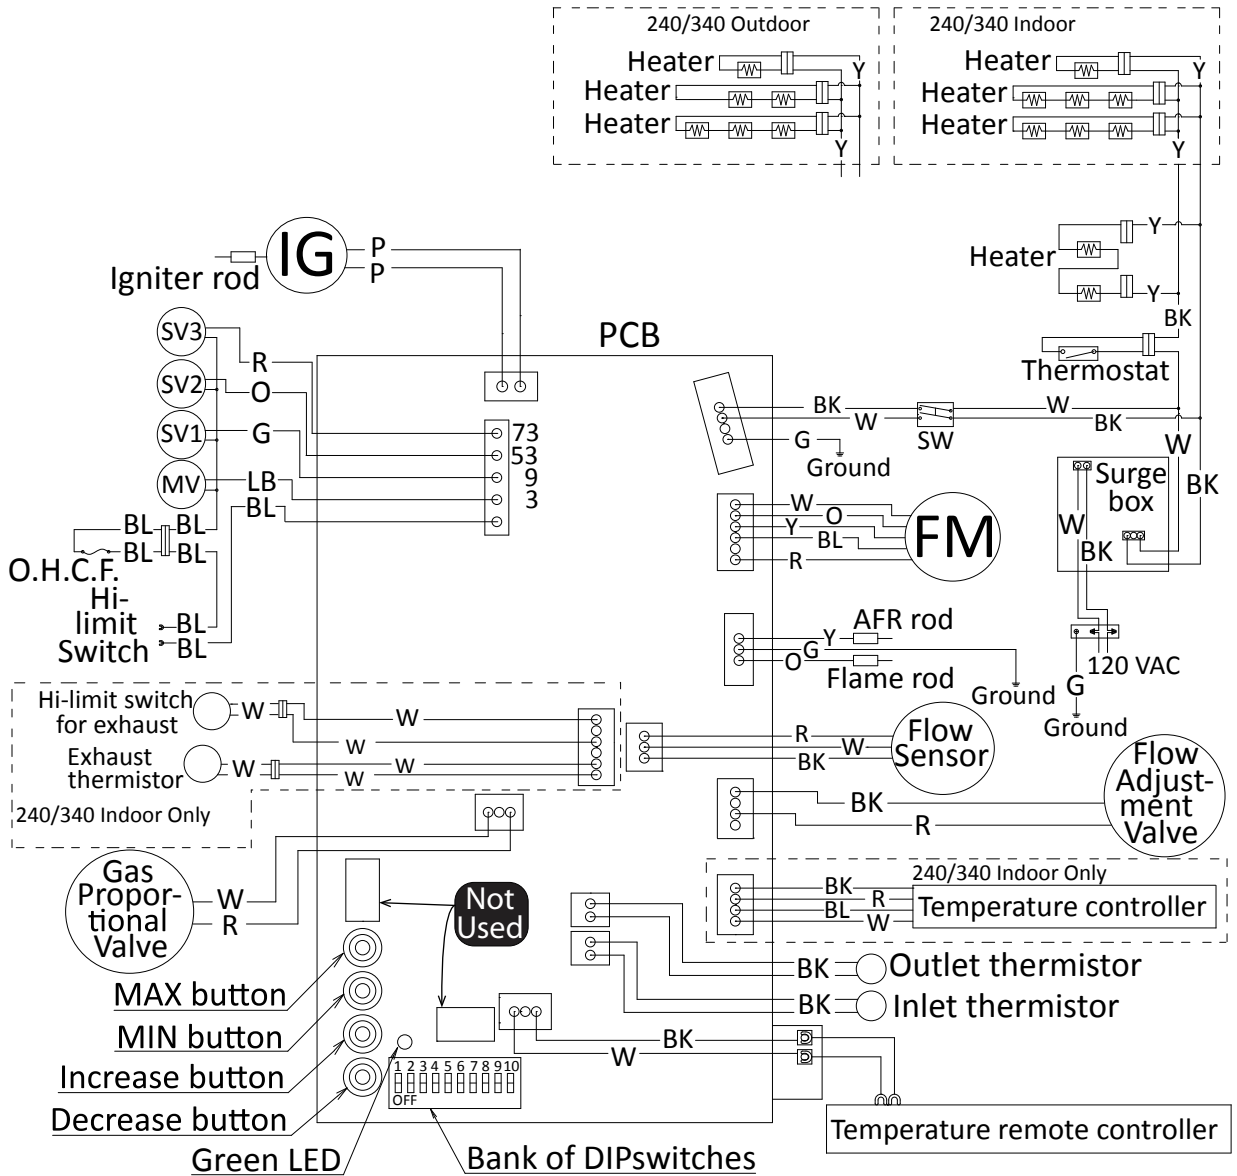 240/340 Outdoor
Heater
Y
Heater
Heater
Y
240/340 Indoor
Heater
Y
Heater
Heater
Y
Y
Heater
Y
BK
Thermostat
IG
P
P
Igniter rod
SV3
R
SV2
O
SV1
G
MV
LB
BL
BL BL
BL BL
O.H.C.F.
Hi-
limit
Switch
BL
BL
PCB
73
53
9
3
BK
W
SW
W
BK
G
Ground
W
BK
Surge
box
W
BK
W
O
Y
BL
R
FM
Y
AFR rod
G
O
Flame rod
Ground
120 VAC
G
Ground
Hi-limit switch
for exhaust
W
W
W
Exhaust
thermistor
W
W
W
240/340 Indoor Only
R
W
BK
Flow
Sensor
BK
R
Flow
Adjust-
ment
Valve
Gas
Propor-
tional
Valve
W
R
Not
Used
240/340 Indoor Only
BK
R
BL
W
Temperature controller
BK
Outlet thermistor
BK
Inlet thermistor
MAX button
MIN button
Increase button
Decrease button
Green LED
1 2 3 4 5 6 7 8 9 10
OFF
Bank of DIPswitches
BK
W
Temperature remote controller